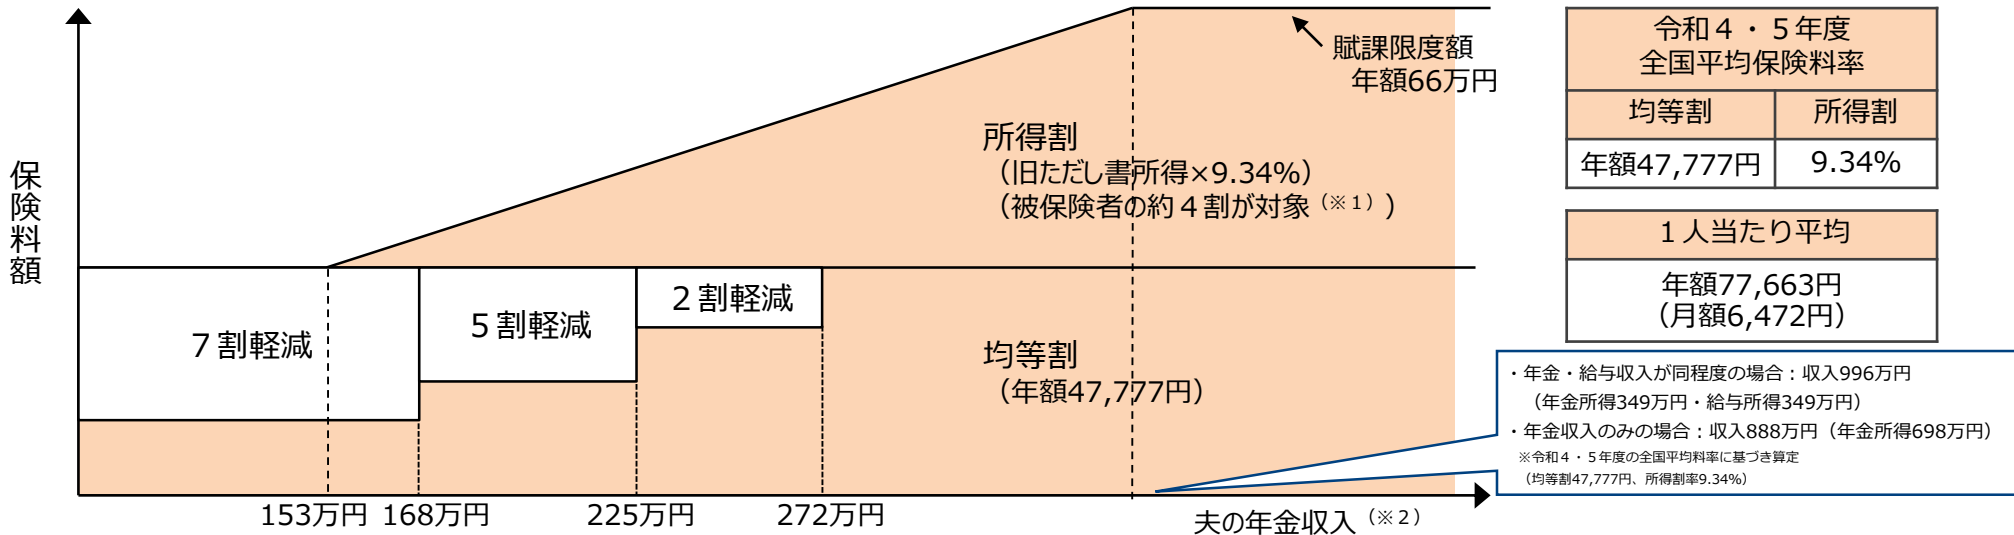 保険料額
賦課限度額
年額66万円
所得割
（旧ただし書所得×9.34%）
（被保険者の約４割が対象（※１））
７割軽減
５割軽減
２割軽減
均等割
（年額47,777円）
153万円
168万円
225万円
272万円
夫の年金収入（※２）
令和４・５年度
全国平均保険料率
均等割
所得割
年額47,777円
9.34%
１人当たり平均
年額77,663円
（月額6,472円）
・年金・給与収入が同程度の場合：収入996万円
（年金所得349万円・給与所得349万円）
・年金収入のみの場合：収入888万円（年金所得698万円）
※令和４・５年度の全国平均料率に基づき算定
（均等割47,777円、所得割率9.34%）